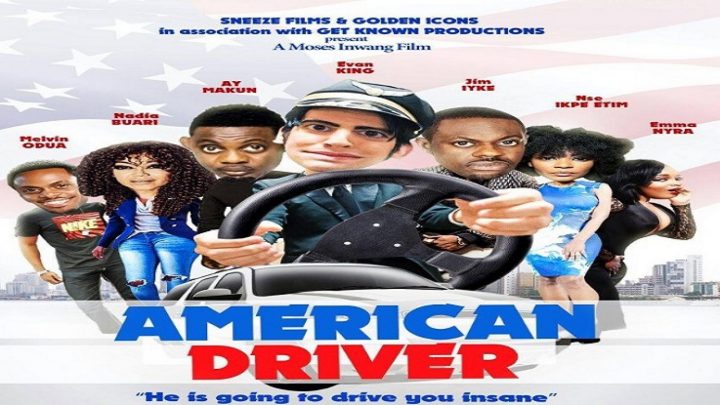 SNEEZE FILMS & GOLDEN ICONS
in association with GET KNOWN PRODUCTIONS
present
A Moses Inwang Film
Evan
KING
AY
MAKUN
Jim
IYKE
Nadia
BUARI
Nse
IKPE ETIM
Melvin
ODUA
Emma
NYRA
NIKE
AMERICAN
DRIVER
"He is going to drive you insane"